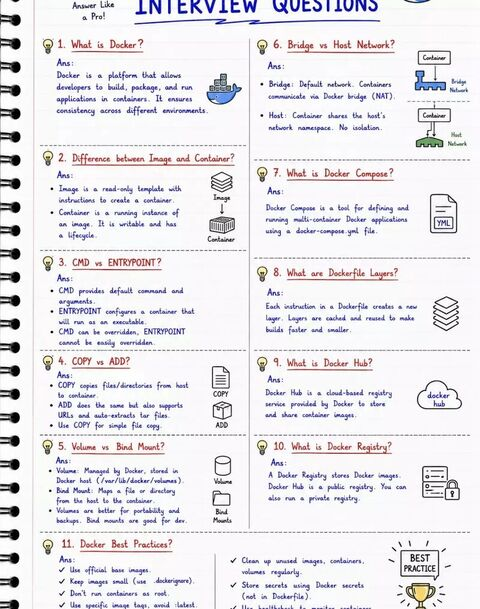 Answer Like
a Pro!
INTERVIEW QUESTIONS
1. What is Docker?
Ans:
Docker is a platform that allows
developers to build, package, and run
applications in containers. It ensures
consistency across different environments.
2. Difference between Image and Container?
Ans:
• Image is a read-only template with
instructions to create a container.
• Container is a running instance of
an image. It is writable and has
a lifecycle.
Image
Container
3. CMD vs ENTRYPOINT?
Ans:
• CMD provides default command and
arguments.
• ENTRYPOINT configures a container that
will run as an executable.
• CMD can be overridden, ENTRYPOINT
cannot be easily overridden.
4. COPY vs ADD?
Ans:
• COPY copies files/directories from host
to container.
• ADD does the same but also supports
URLs and auto-extracts tar files.
• Use COPY for simple file copy.
COPY
ADD
5. Volume vs Bind Mount?
Ans:
• Volume: Managed by Docker, stored in
Docker host (/var/lib/docker/volumes).
• Bind Mount: Maps a file or directory
from the host to the container.
• Volumes are better for portability and
backups. Bind mounts are good for dev.
Volume
Bind
Mounts
6. Bridge vs Host Network?
Ans:
• Bridge: Default network. Containers
communicate via Docker bridge (NAT).
• Host: Container shares the host's
network namespace. No isolation.
Container
Bridge
Network
Container
Host
Network
7. What is Docker Compose?
Ans:
Docker Compose is a tool for defining and
running multi-container Docker applications
using a docker-compose.yml file.
YML
8. What are Dockerfile Layers?
Ans:
Each instruction in a Dockerfile creates a new
layer. Layers are cached and reused to make
builds faster and smaller.
9. What is Docker Hub?
Ans:
Docker Hub is a cloud-based registry
service provided by Docker to store
and share container images.
docker
hub
10. What is Docker Registry?
Ans:
A Docker Registry stores Docker images.
Docker Hub is a public registry. You can
also run a private registry.
11. Docker Best Practices?
✓ Use official base images.
✓ Keep images small (use .dockerignore).
✓ Don't run containers as root.
✓ Use specific image tags, avoid :latest.
✓ Clean up unused images, containers,
volumes regularly.
✓ Store secrets using Docker secrets
(not in Dockerfile).
✓ Use healthcheck to monitor containers
BEST
PRACTICE